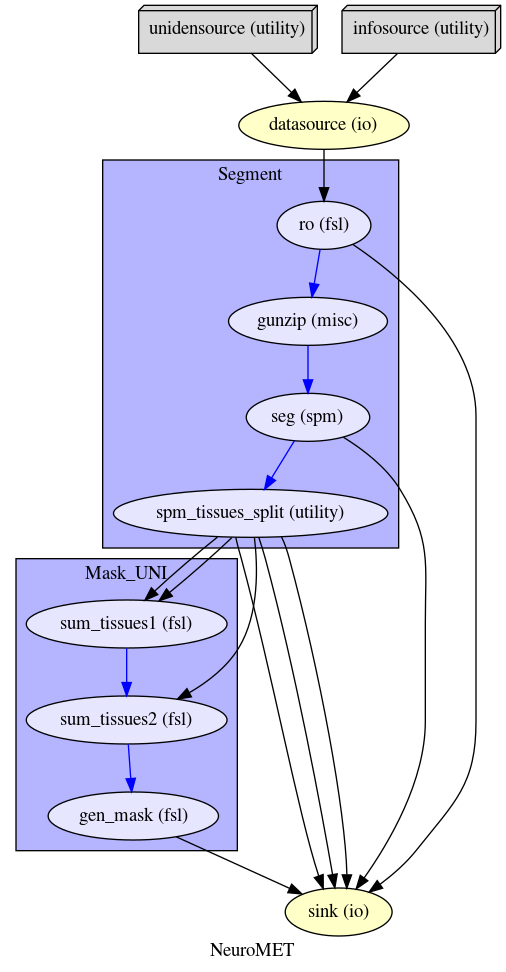 unidensource (utility)
infosource (utility)
datasource (io)
Segment
ro (fsl)
gunzip (misc)
seg (spm)
spm_tissues_split (utility)
Mask_UNI
sum_tissues1 (fsl)
sum_tissues2 (fsl)
gen_mask (fsl)
sink (io)
NeuroMET